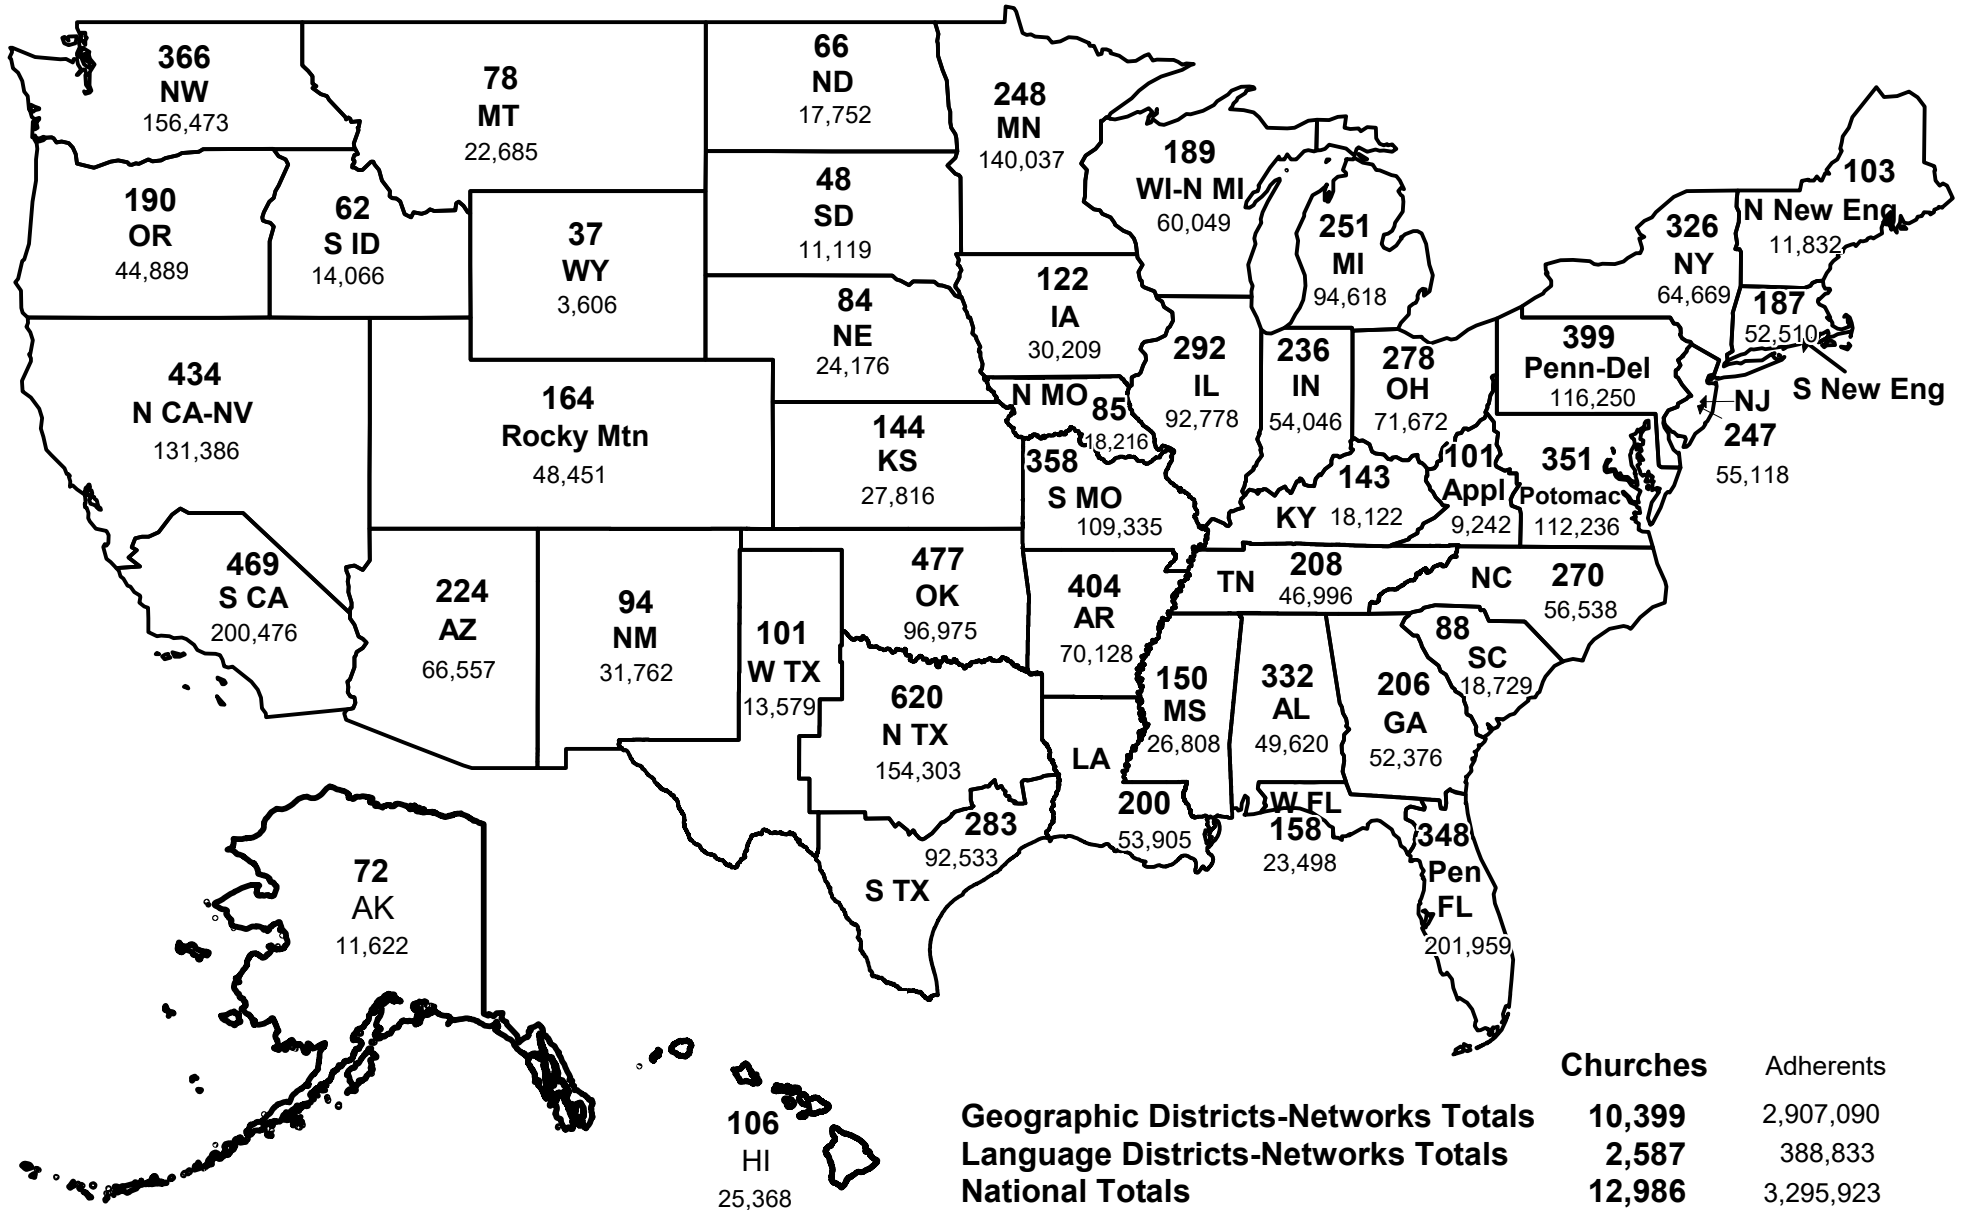 366
NW
156,473
78
MT
22,685
66
ND
17,752
248
MN
140,037
189
WI-N MI
60,049
103
N New Eng
11,832
190
OR
44,889
62
S ID
14,066
37
WY
3,606
48
SD
11,119
251
MI
94,618
326
NY
64,669
187
52,510
S New Eng
84
NE
24,176
122
IA
30,209
292
IL
92,778
236
IN
54,046
278
OH
71,672
399
Penn-Del
116,250
NJ
247
55,118
434
N CA-NV
131,386
164
Rocky Mtn
48,451
144
KS
27,816
N MO
85
18,216
358
S MO
109,335
143
KY 18,122
101
Appl
9,242
351
Potomac
112,236
469
S CA
200,476
224
AZ
66,557
94
NM
31,762
101
W TX
13,579
477
OK
96,975
404
AR
70,128
TN 208
46,996
NC 270
56,538
88
SC
18,729
620
N TX
154,303
LA
200
53,905
150
MS
26,808
332
AL
49,620
206
GA
52,376
283
92,533
S TX
W FL
158
23,498
348
Pen
FL
201,959
72
AK
11,622
106
HI
25,368
Churches Adherents
Geographic Districts-Networks Totals 10,399 2,907,090
Language Districts-Networks Totals 2,587 388,833
National Totals 12,986 3,295,923